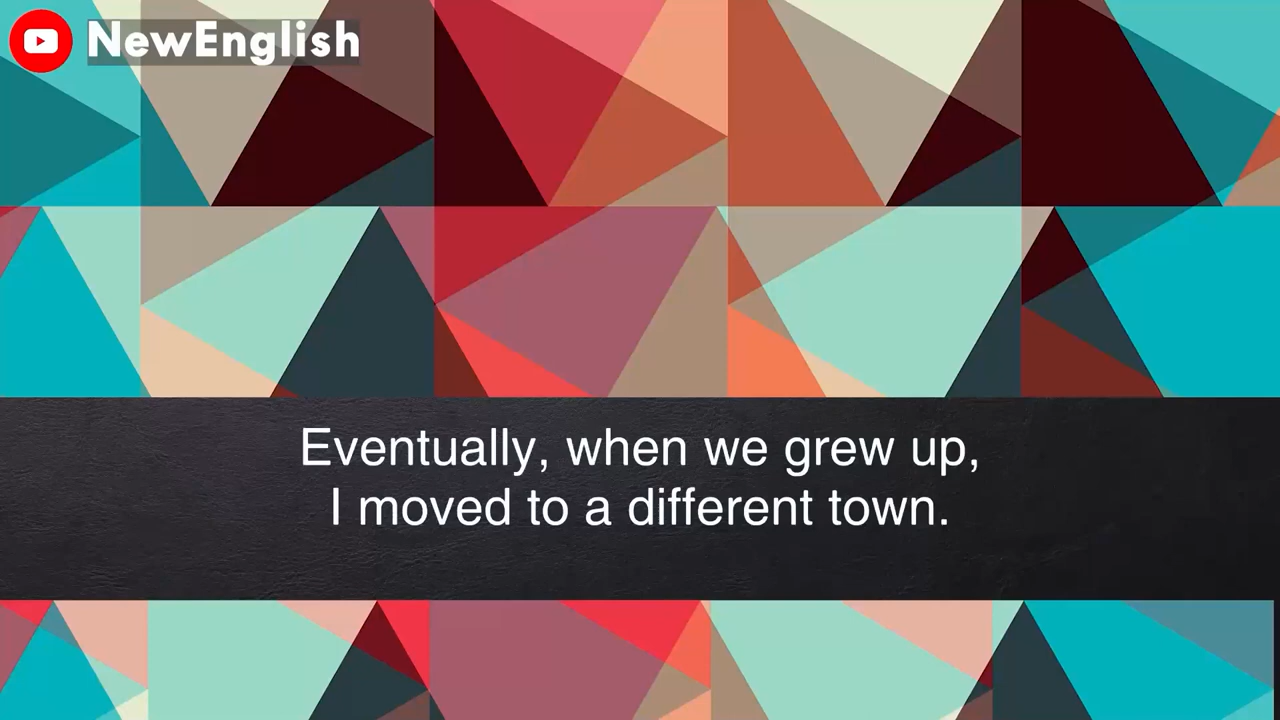 NewEnglish
Eventually, when we grew up,
I moved to a different town.